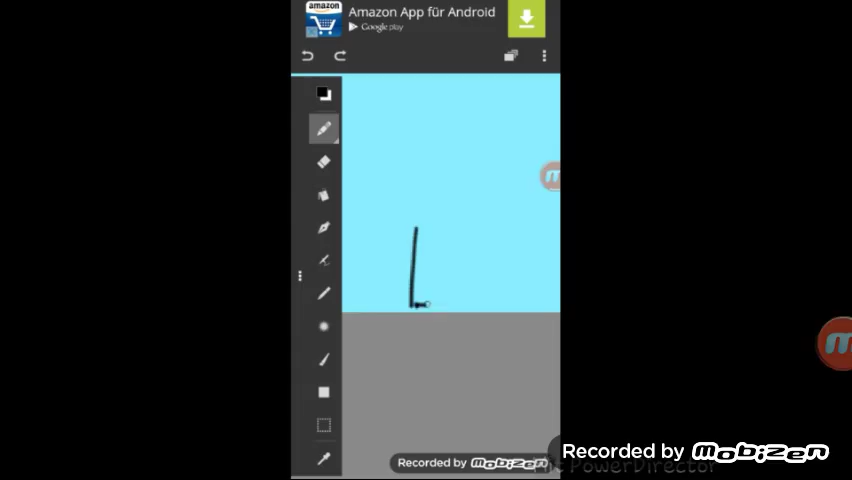 amazon
Amazon App für Android
Google play
Recorded by Mobizen
Recorded by Mobizen
PowerDirector